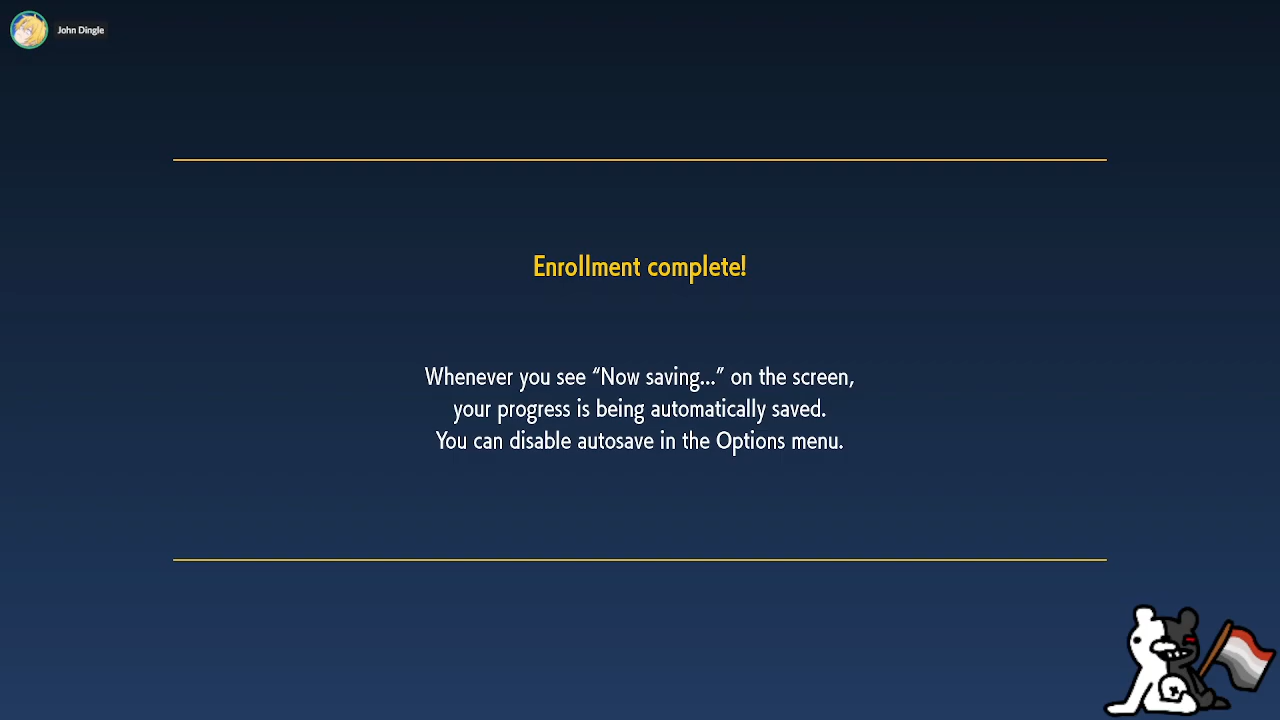 John Dingle
Enrollment complete!
Whenever you see “Now saving...” on the screen,
your progress is being automatically saved.
You can disable autosave in the Options menu.